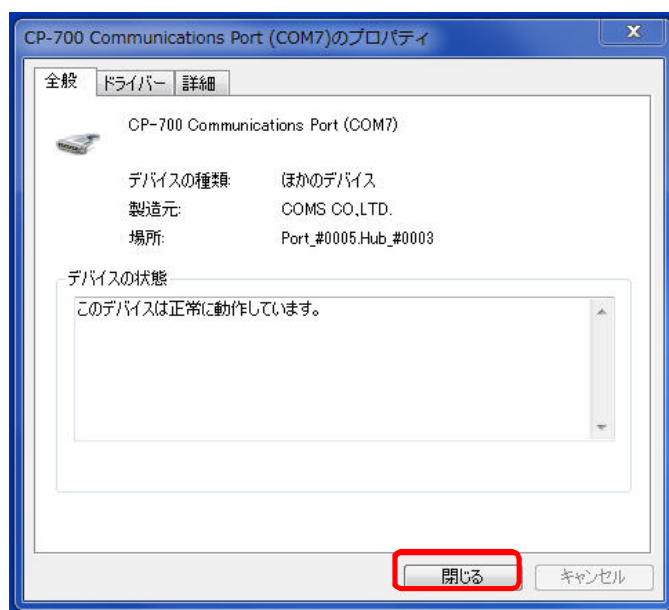 CP-700 Communications Port (COM7)のプロパティ
x
全般 ドライバー 詳細
CP-700 Communications Port (COM7)
デバイスの種類: ほかのデバイス
製造元: COMS CO,LTD.
場所: Port_#0005.Hub_#0003
デバイスの状態
このデバイスは正常に動作しています。
閉じる キャンセル